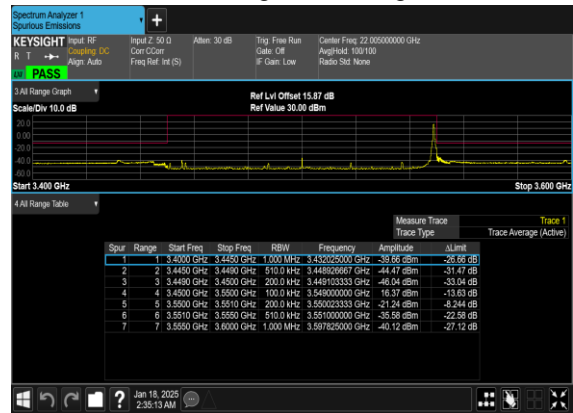 Spectrum Analyzer 1
Spurious Emissions
+
KEYSIGHT Input: RF Input Z: 50 Ω Atten: 30 dB Trig: Free Run Center Freq: 22.005000000 GHz
R T Coupling: DC Corr CCorr Gate: Off Avg|Hold: 100/100
Align: Auto Freq Ref: Int (S) IF Gain: Low Radio Std: None
PASS
3 All Range Graph
Ref Lvl Offset 15.87 dB
Scale/Div 10.0 dB Ref Value 30.00 dBm
20.0
0.00
-20.0
-40.0
-60.0
Start 3.400 GHz Stop 3.600 GHz
4 All Range Table
Measure Trace Trace 1
Trace Type Trace Average (Active)
Spur Range Start Freq Stop Freq RBW Frequency Amplitude ΔLimit
1 1 3.4000 GHz 3.4450 GHz 1.000 MHz 3.432025000 GHz -39.66 dBm -26.66 dB
2 2 3.4450 GHz 3.4490 GHz 510.0 kHz 3.448926667 GHz -44.47 dBm -31.47 dB
3 3 3.4490 GHz 3.4500 GHz 200.0 kHz 3.449103333 GHz -46.04 dBm -33.04 dB
4 4 3.4500 GHz 3.5500 GHz 100.0 kHz 3.549000000 GHz 16.37 dBm -13.63 dB
5 5 3.5500 GHz 3.5510 GHz 200.0 kHz 3.550023333 GHz -21.24 dBm -8.244 dB
6 6 3.5510 GHz 3.5550 GHz 510.0 kHz 3.551000000 GHz -35.58 dBm -22.58 dB
7 7 3.5550 GHz 3.6000 GHz 1.000 MHz 3.597825000 GHz -40.12 dBm -27.12 dB
? Jan 18, 2025
2:35:13 AM